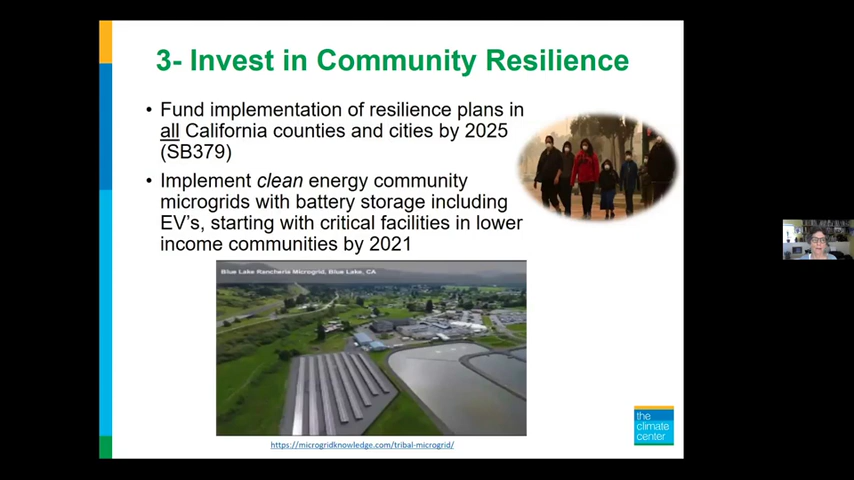 3- Invest in Community Resilience
• Fund implementation of resilience plans in
all California counties and cities by 2025
(SB379)
• Implement clean energy community
microgrids with battery storage including
EV's, starting with critical facilities in lower
income communities by 2021
Blue Lake Rancheria Microgrid, Blue Lake, CA
https://microgridknowledge.com/tribal-microgrid/
the
climate
center